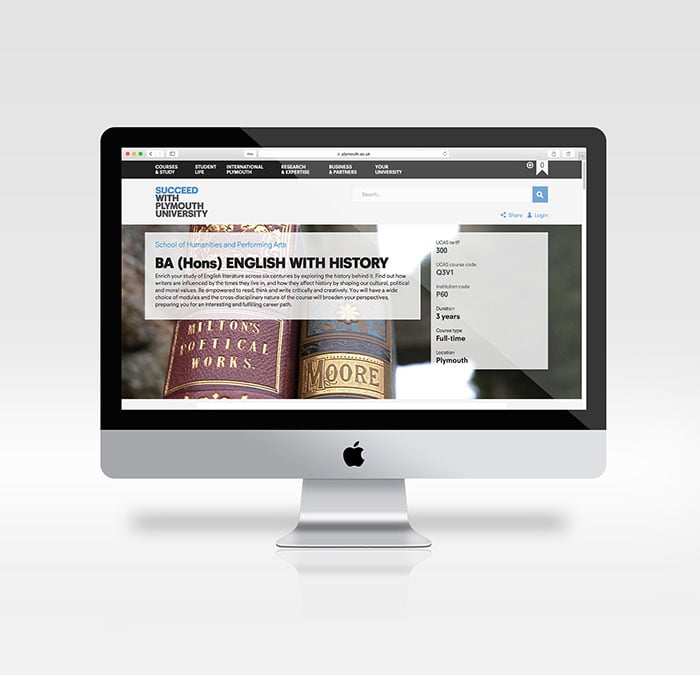 plymouth.ac.uk
0
COURSES
& STUDY
STUDENT
LIFE
INTERNATIONAL
PLYMOUTH
RESEARCH
& EXPERTISE
BUSINESS
& PARTNERS
YOUR
UNIVERSITY
SUCCEED
WITH
PLYMOUTH
UNIVERSITY
Search...
Share
Login
School of Humanities and Performing Arts
BA (Hons) ENGLISH WITH HISTORY
Enrich your study of English literature across six centuries by exploring the history behind it. Find out how
writers are influenced by the times they live in, and how they affect history by shaping our cultural, political
and moral values. Be empowered to read, think and write critically and creatively. You will have a wide
choice of modules and the cross-disciplinary nature of the course will broaden your perspectives,
preparing you for an interesting and fulfilling career path.
UCAS tariff
300
UCAS course code
Q3V1
Institution code
P60
Duration
3 years
Course type
Full-time
Location
Plymouth
MILTON'S
POETICAL
WORKS.
MOORE